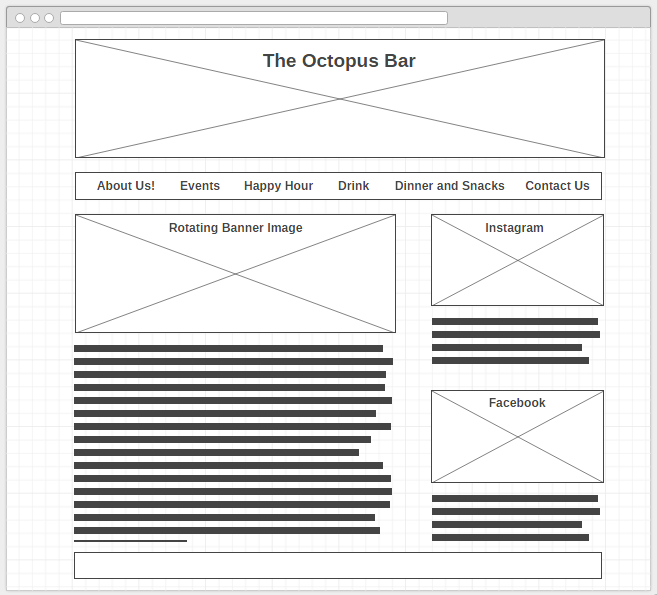 The Octopus Bar
About Us! Events Happy Hour Drink Dinner and Snacks Contact Us
Rotating Banner Image
Instagram
Facebook